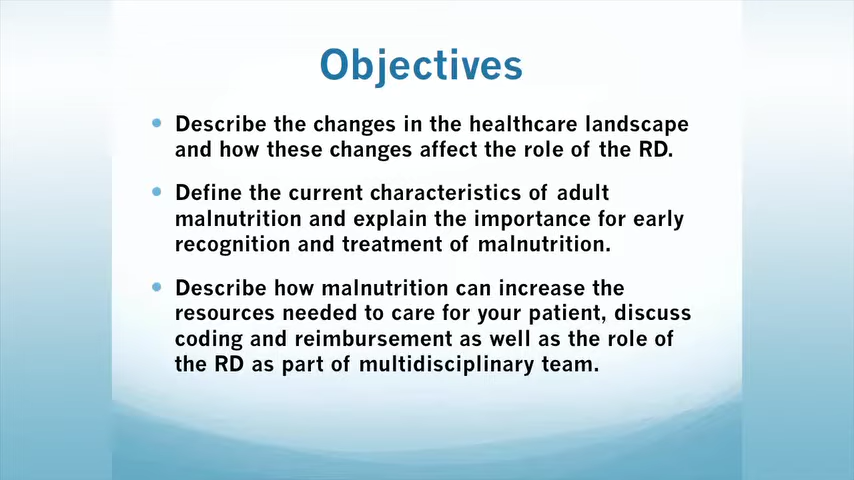 Objectives
• Describe the changes in the healthcare landscape
and how these changes affect the role of the RD.
• Define the current characteristics of adult
malnutrition and explain the importance for early
recognition and treatment of malnutrition.
• Describe how malnutrition can increase the
resources needed to care for your patient, discuss
coding and reimbursement as well as the role of
the RD as part of multidisciplinary team.